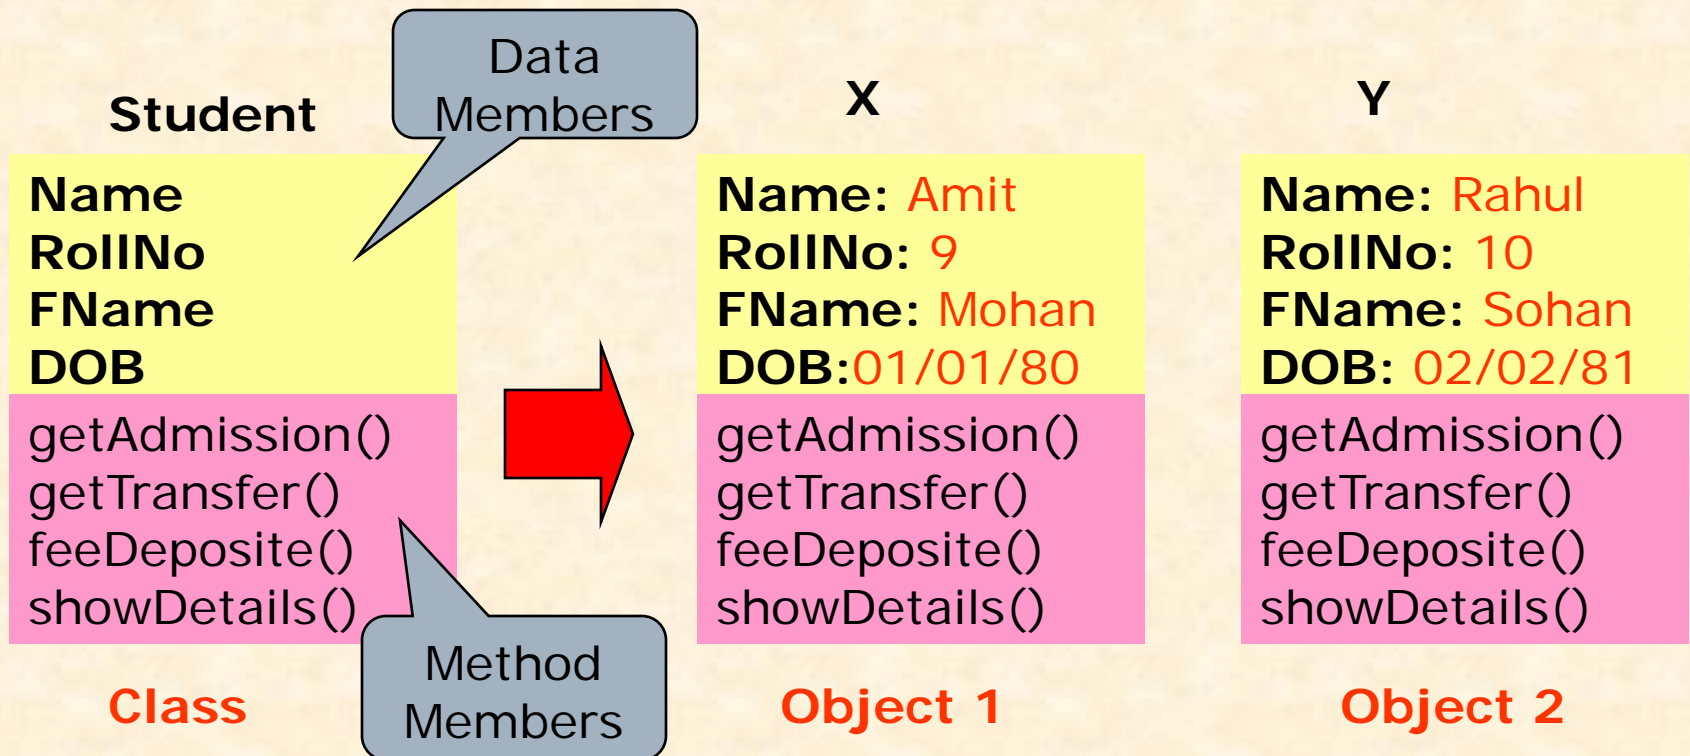 Data
Members
Student
Name
RollNo
FName
DOB
getAdmission()
getTransfer()
feeDeposite()
showDetails()
Method
Members
Class
X
Name: Amit
RollNo: 9
FName: Mohan
DOB:01/01/80
getAdmission()
getTransfer()
feeDeposite()
showDetails()
Object 1
Y
Name: Rahul
RollNo: 10
FName: Sohan
DOB: 02/02/81
getAdmission()
getTransfer()
feeDeposite()
showDetails()
Object 2